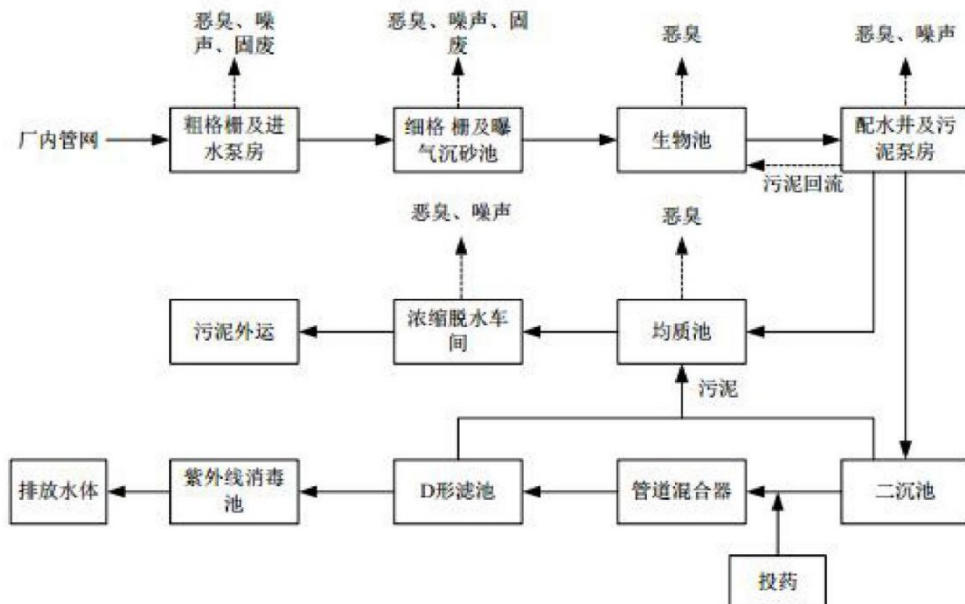 恶臭、噪
声、固废
恶臭、噪声、固
废
恶臭
恶臭、噪声
厂内管网
粗格栅及进
水泵房
细格 栅及曝
气沉砂池
生物池
配水井及污
泥泵房
污泥回流
恶臭、噪声
恶臭
污泥外运
浓缩脱水车
间
均质池
污泥
排放水体
紫外线消毒
池
D形滤池
管道混合器
二沉池
投药